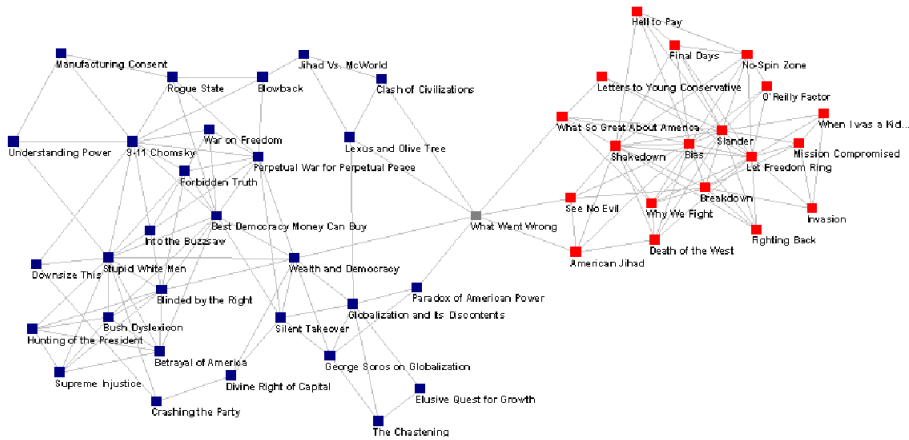 Hell to Pay
Manufacturing Consent
Jihad Vs. McWorld
Final Days
No-Spin Zone
Rogue State
Blowback
Clash of Civilizations
Letters to Young Conservative
O'Reilly Factor
Understanding Power
9-11 Chomsky
War on Freedom
Lexus and Olive Tree
What So Great About America
Slander
When I was a Kid...
Perpetual War for Perpetual Peace
Shakedown
Bias
Mission Compromised
Forbidden Truth
Let Freedom Ring
Best Democracy Money Can Buy
What Went Wrong
See No Evil
Why We Fight
Breakdown
Invasion
Into the Buzzsaw
Fighting Back
Downsize This
Stupid White Men
Wealth and Democracy
American Jihad
Death of the West
Blinded by the Right
Paradox of American Power
Bush Dyslexicon
Silent Takeover
Globalization and Its Discontents
Hunting of the President
Betrayal of America
George Soros on Globalization
Supreme Injustice
Divine Right of Capital
Elusive Quest for Growth
Crashing the Party
The Chastening